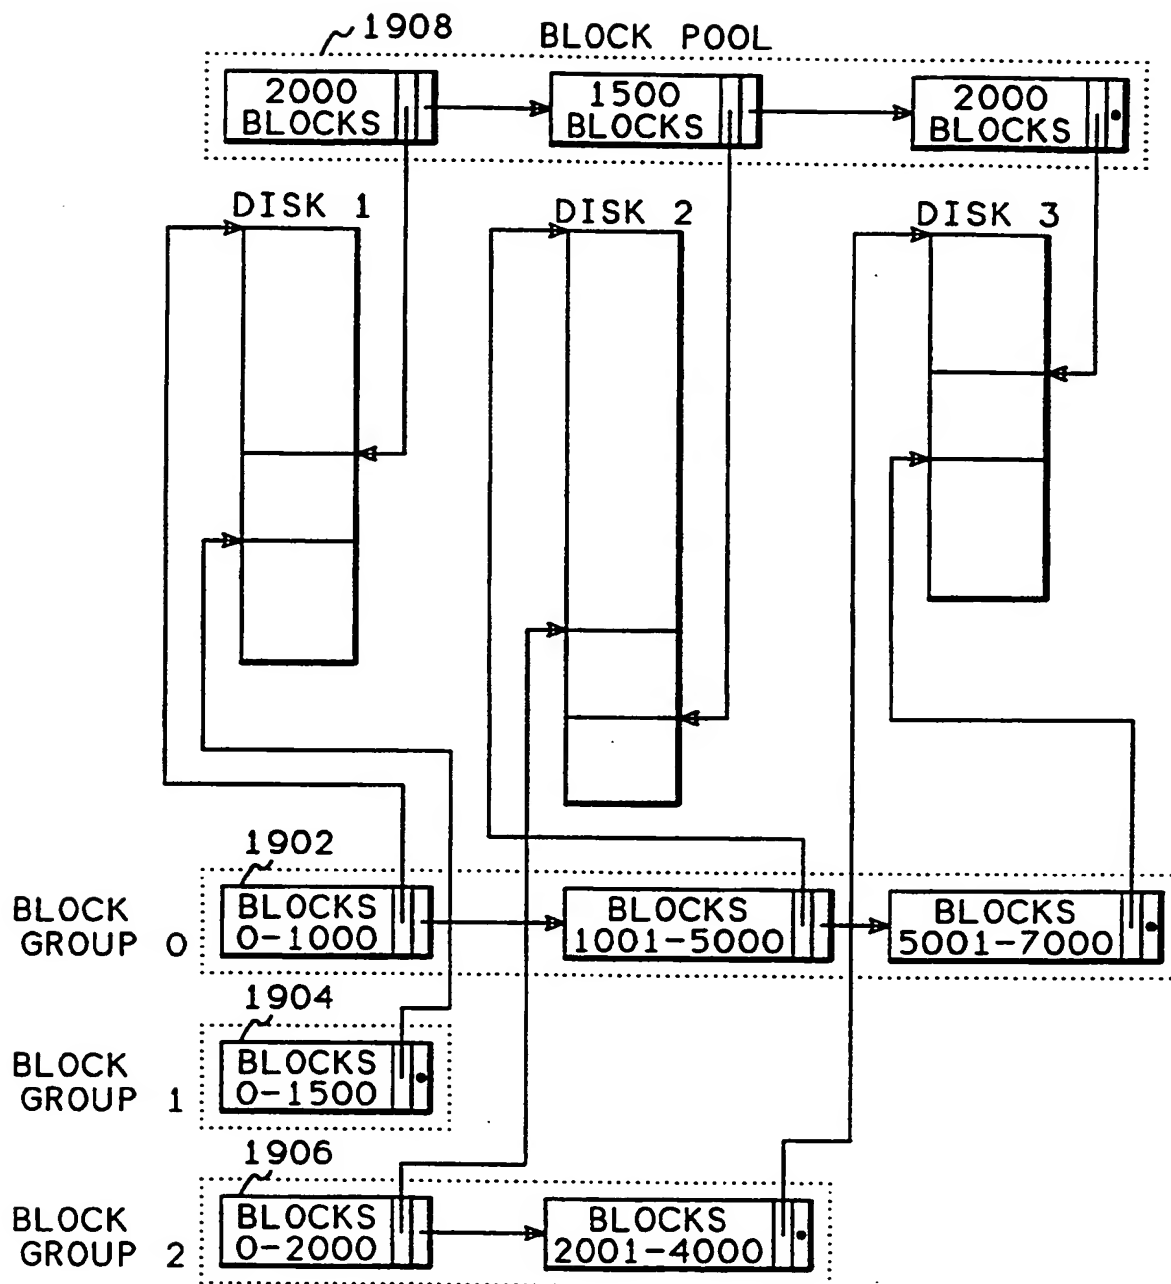 1908
BLOCK POOL
2000
BLOCKS
1500
BLOCKS
2000
BLOCKS
DISK 1
DISK 2
DISK 3
1902
BLOCK
GROUP 0
BLOCKS
0-1000
BLOCKS
1001-5000
BLOCKS
5001-7000
1904
BLOCK
GROUP 1
BLOCKS
0-1500
1906
BLOCK
GROUP 2
BLOCKS
0-2000
BLOCKS
2001-4000